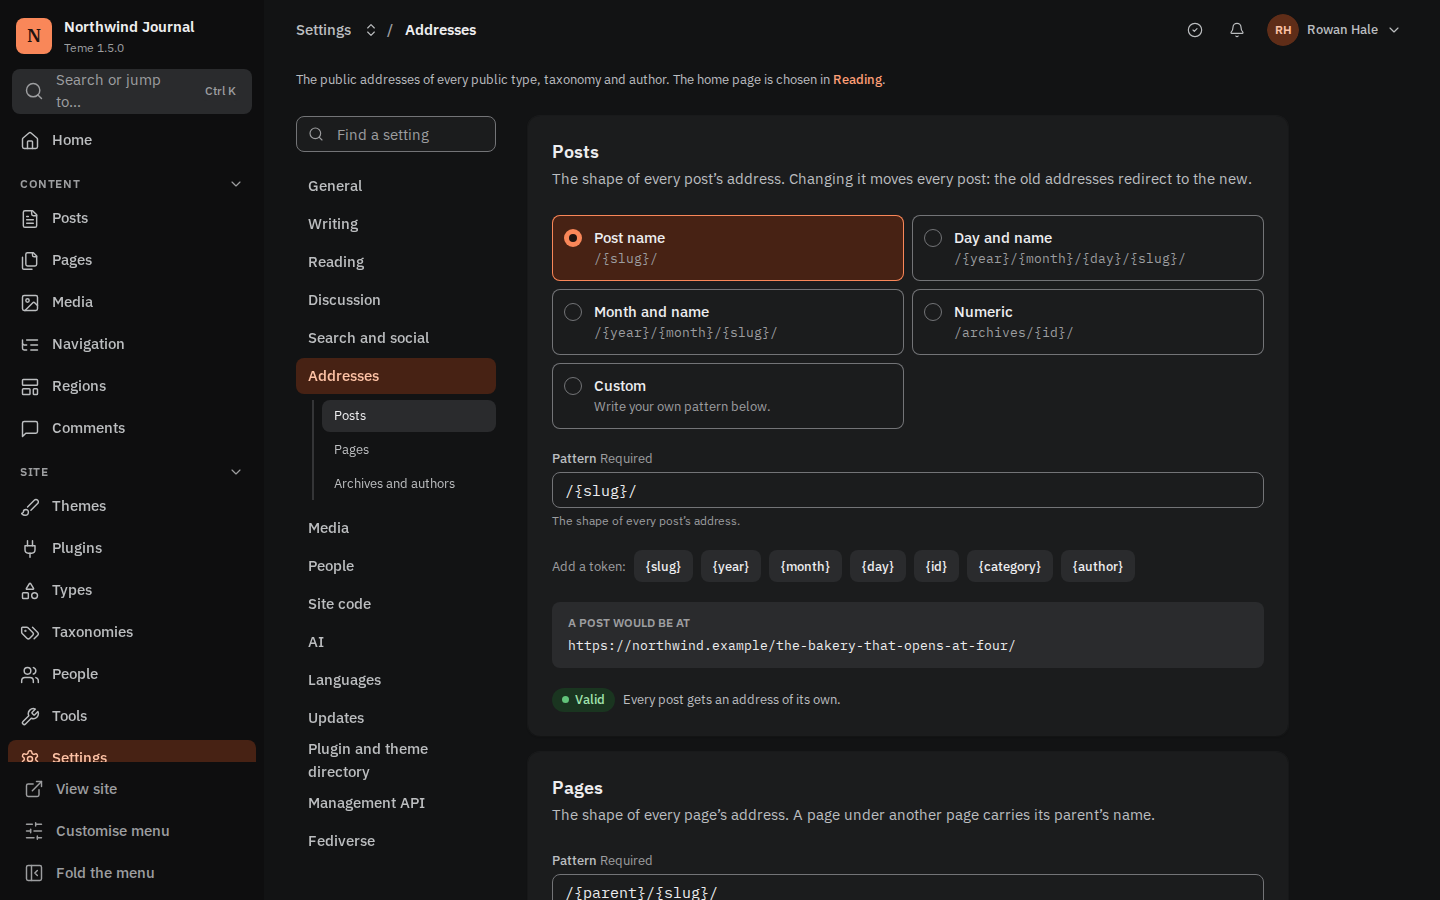 N
Northwind Journal
Teme 1.5.0
Search or jump
to...
Ctrl K
Home
CONTENT
Posts
Pages
Media
Navigation
Regions
Comments
SITE
Themes
Plugins
Types
Taxonomies
People
Tools
Settings
View site
Customise menu
Fold the menu
Settings / Addresses
RH Rowan Hale
The public addresses of every public type, taxonomy and author. The home page is chosen in Reading.
Find a setting
General
Writing
Reading
Discussion
Search and social
Addresses
Posts
Pages
Archives and authors
Media
People
Site code
AI
Languages
Updates
Plugin and theme
directory
Management API
Fediverse
Posts
The shape of every post’s address. Changing it moves every post: the old addresses redirect to the new.
Post name
/{slug}/
Day and name
/{year}/{month}/{day}/{slug}/
Month and name
/{year}/{month}/{slug}/
Numeric
/archives/{id}/
Custom
Write your own pattern below.
Pattern Required
/{slug}/
The shape of every post’s address.
Add a token: {slug} {year} {month} {day} {id} {category} {author}
A POST WOULD BE AT
https://northwind.example/the-bakery-that-opens-at-four/
Valid Every post gets an address of its own.
Pages
The shape of every page’s address. A page under another page carries its parent’s name.
Pattern Required
/{parent}/{slug}/